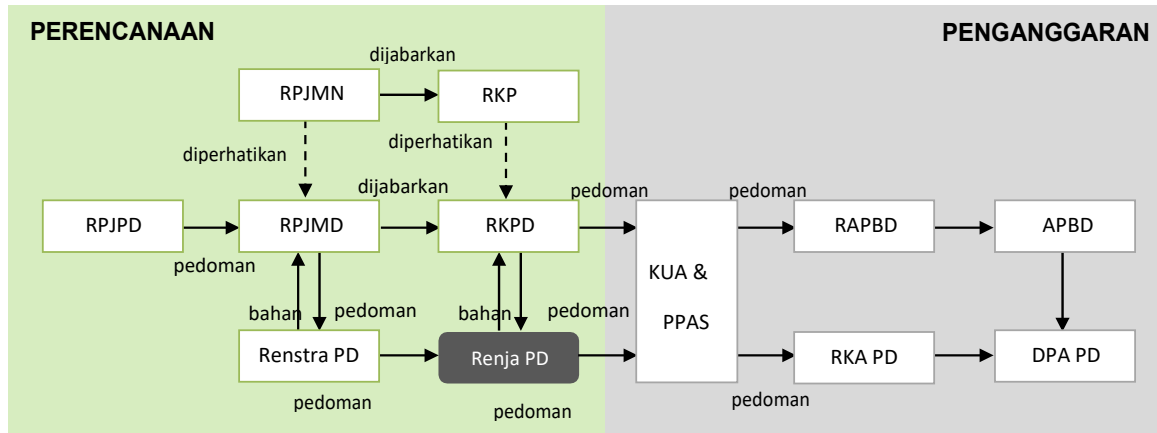 PERENCANAAN
PENGANGGARAN
dijabarkan
RPJMN
RKP
diperhatikan
diperhatikan
dijabarkan
pedoman
pedoman
RPJPD
RPJMD
RKPD
RAPBD
APBD
pedoman
KUA &
PPAS
bahan
pedoman
bahan
pedoman
Renstra PD
Renja PD
RKA PD
DPA PD
pedoman
pedoman
pedoman